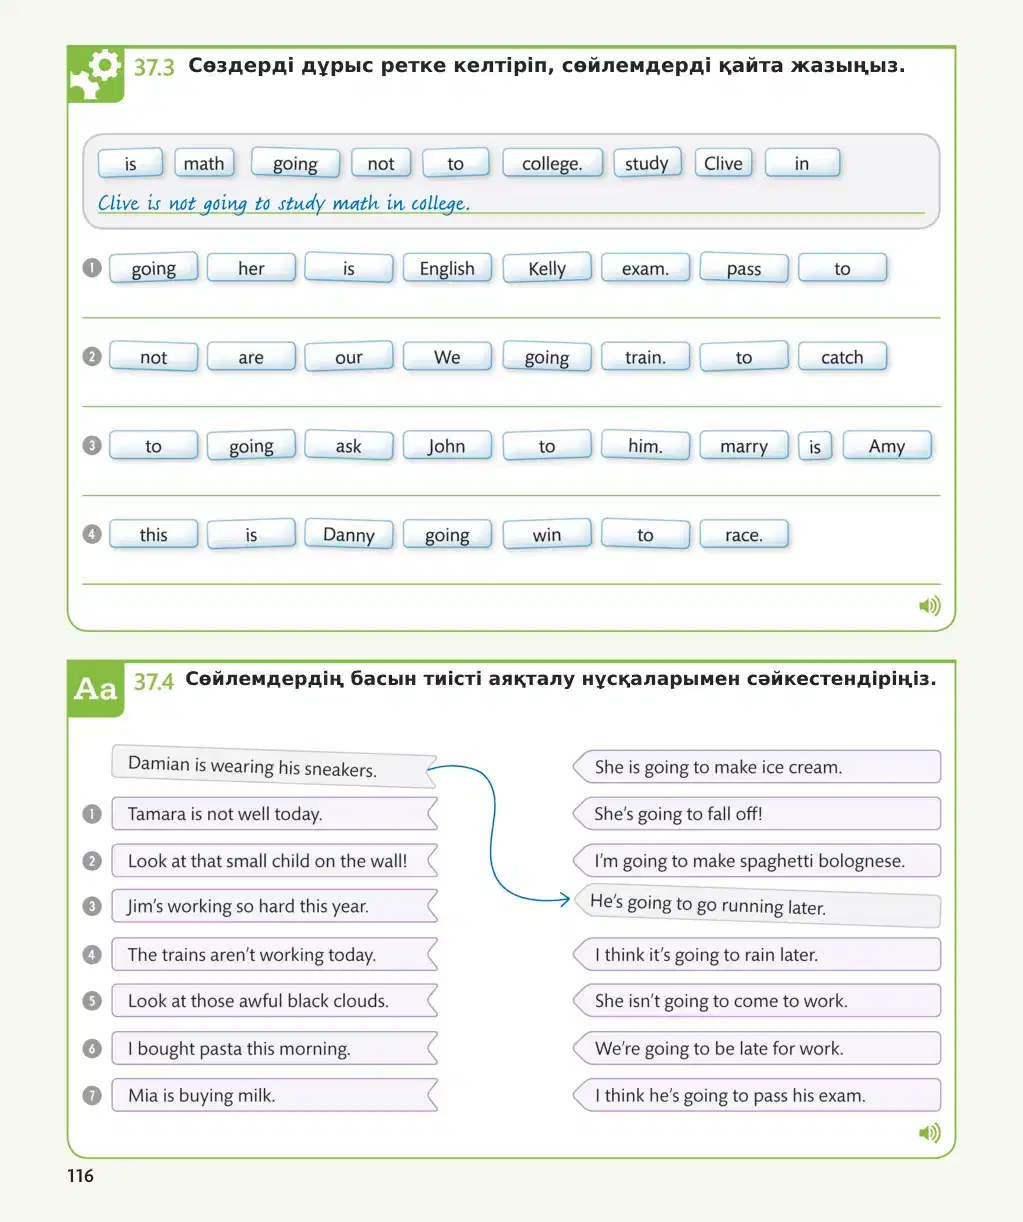 37.3 Сөздерді дұрыс ретке келтіріп, сөйлемдерді қайта жазыңыз.
is math going not to college. study Clive in
Clive is not going to study math in college.
1 going her is English Kelly exam. pass to
2 not are our We going train. to catch
3 to going ask John to him. marry is Amy
4 this is Danny going win to race.
Aa 37.4 Сөйлемдердің басын тиісті аяқталу нұсқаларымен сәйкестендіріңіз.
Damian is wearing his sneakers. She is going to make ice cream.
1 Tamara is not well today. She's going to fall off!
2 Look at that small child on the wall! I'm going to make spaghetti bolognese.
3 Jim's working so hard this year. He's going to go running later.
4 The trains aren't working today. I think it's going to rain later.
5 Look at those awful black clouds. She isn't going to come to work.
6 I bought pasta this morning. We're going to be late for work.
7 Mia is buying milk. I think he's going to pass his exam.
116